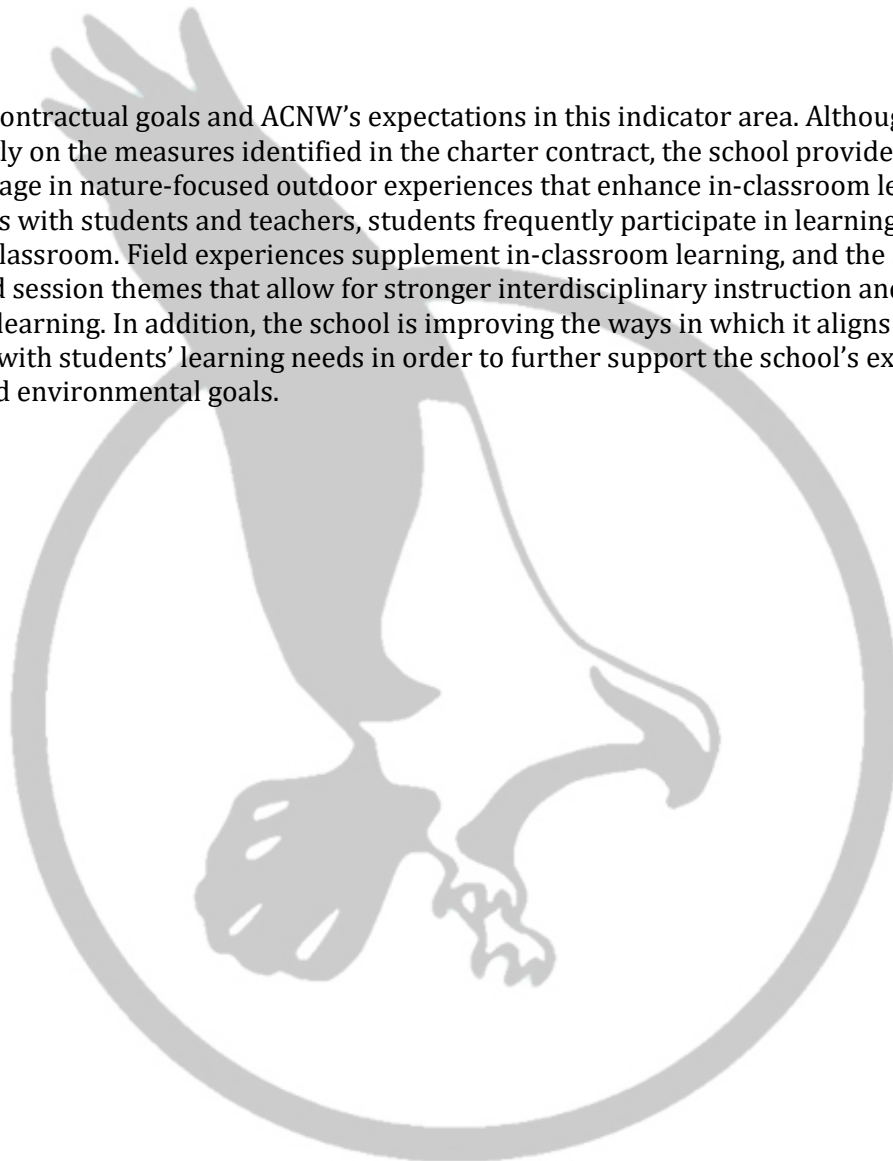 ontractual goals and ACNW’s expectations in this indicator area. Althoug
ly on the measures identified in the charter contract, the school provide
age in nature-focused outdoor experiences that enhance in-classroom le
s with students and teachers, students frequently participate in learning
lassroom. Field experiences supplement in-classroom learning, and the
d session themes that allow for stronger interdisciplinary instruction and
learning. In addition, the school is improving the ways in which it aligns
with students’ learning needs in order to further support the school’s ex
d environmental goals.